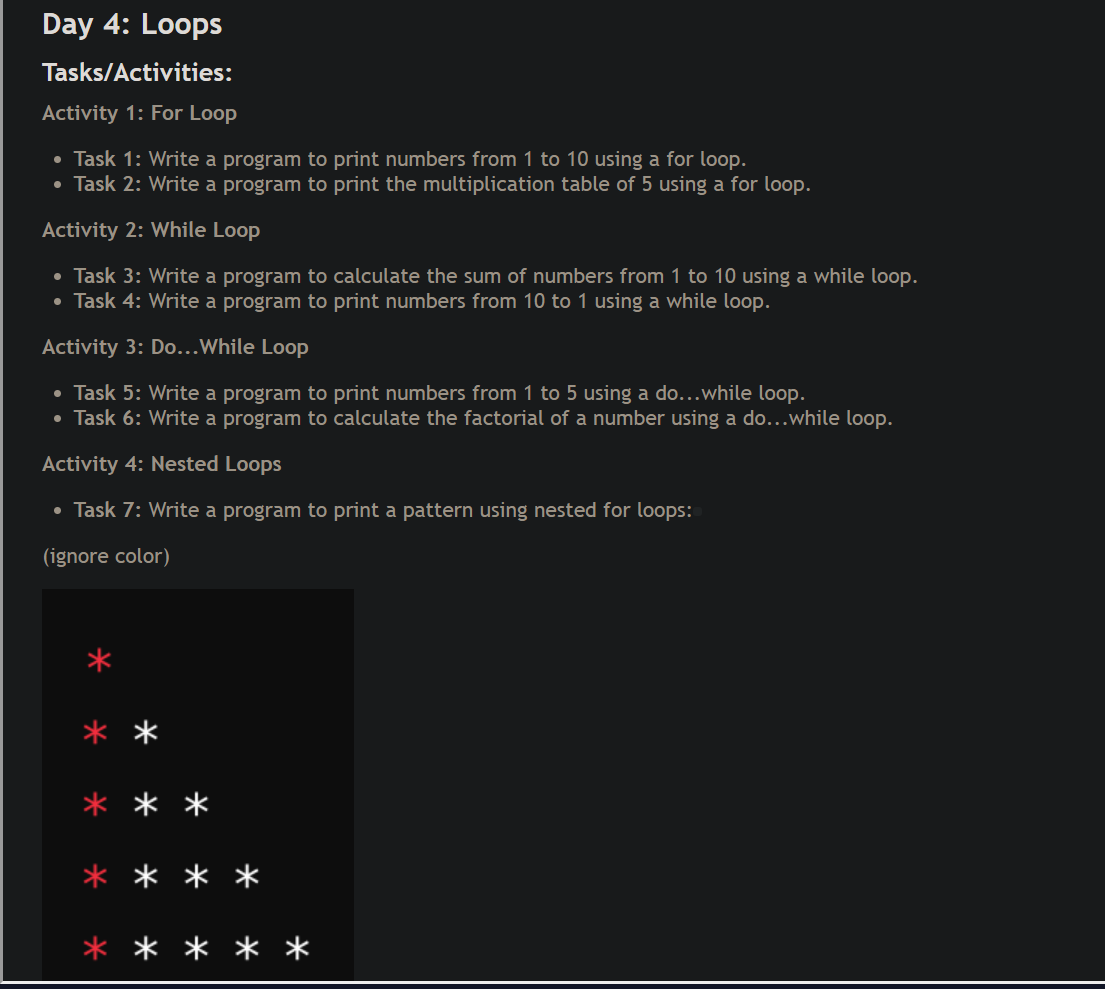 Day 4: Loops
Tasks/Activities:
Activity 1: For Loop
• Task 1: Write a program to print numbers from 1 to 10 using a for loop.
• Task 2: Write a program to print the multiplication table of 5 using a for loop.
Activity 2: While Loop
• Task 3: Write a program to calculate the sum of numbers from 1 to 10 using a while loop.
• Task 4: Write a program to print numbers from 10 to 1 using a while loop.
Activity 3: Do...While Loop
• Task 5: Write a program to print numbers from 1 to 5 using a do...while loop.
• Task 6: Write a program to calculate the factorial of a number using a do...while loop.
Activity 4: Nested Loops
• Task 7: Write a program to print a pattern using nested for loops:
(ignore color)
*
* *
* * *
* * * *
* * * * *